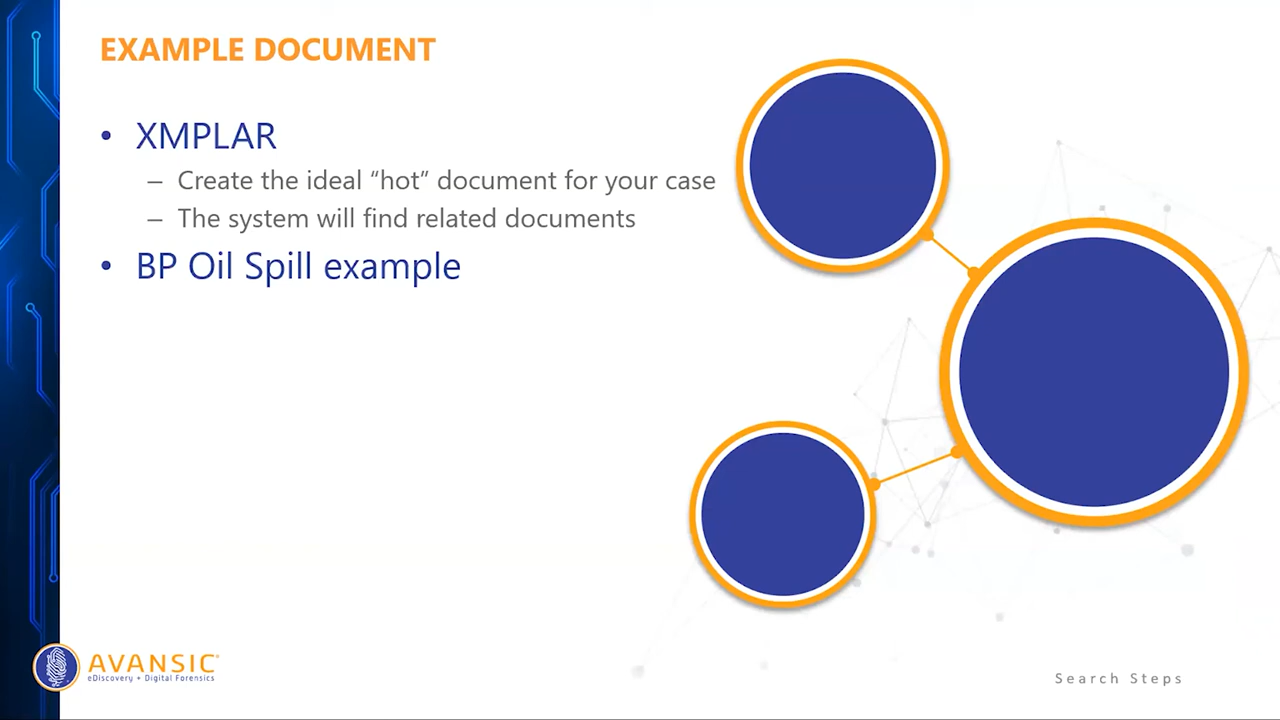 EXAMPLE DOCUMENT
• XMPLAR
– Create the ideal “hot” document for your case
– The system will find related documents
• BP Oil Spill example
AVANSIC®
eDiscovery + Digital Forensics
Search Steps